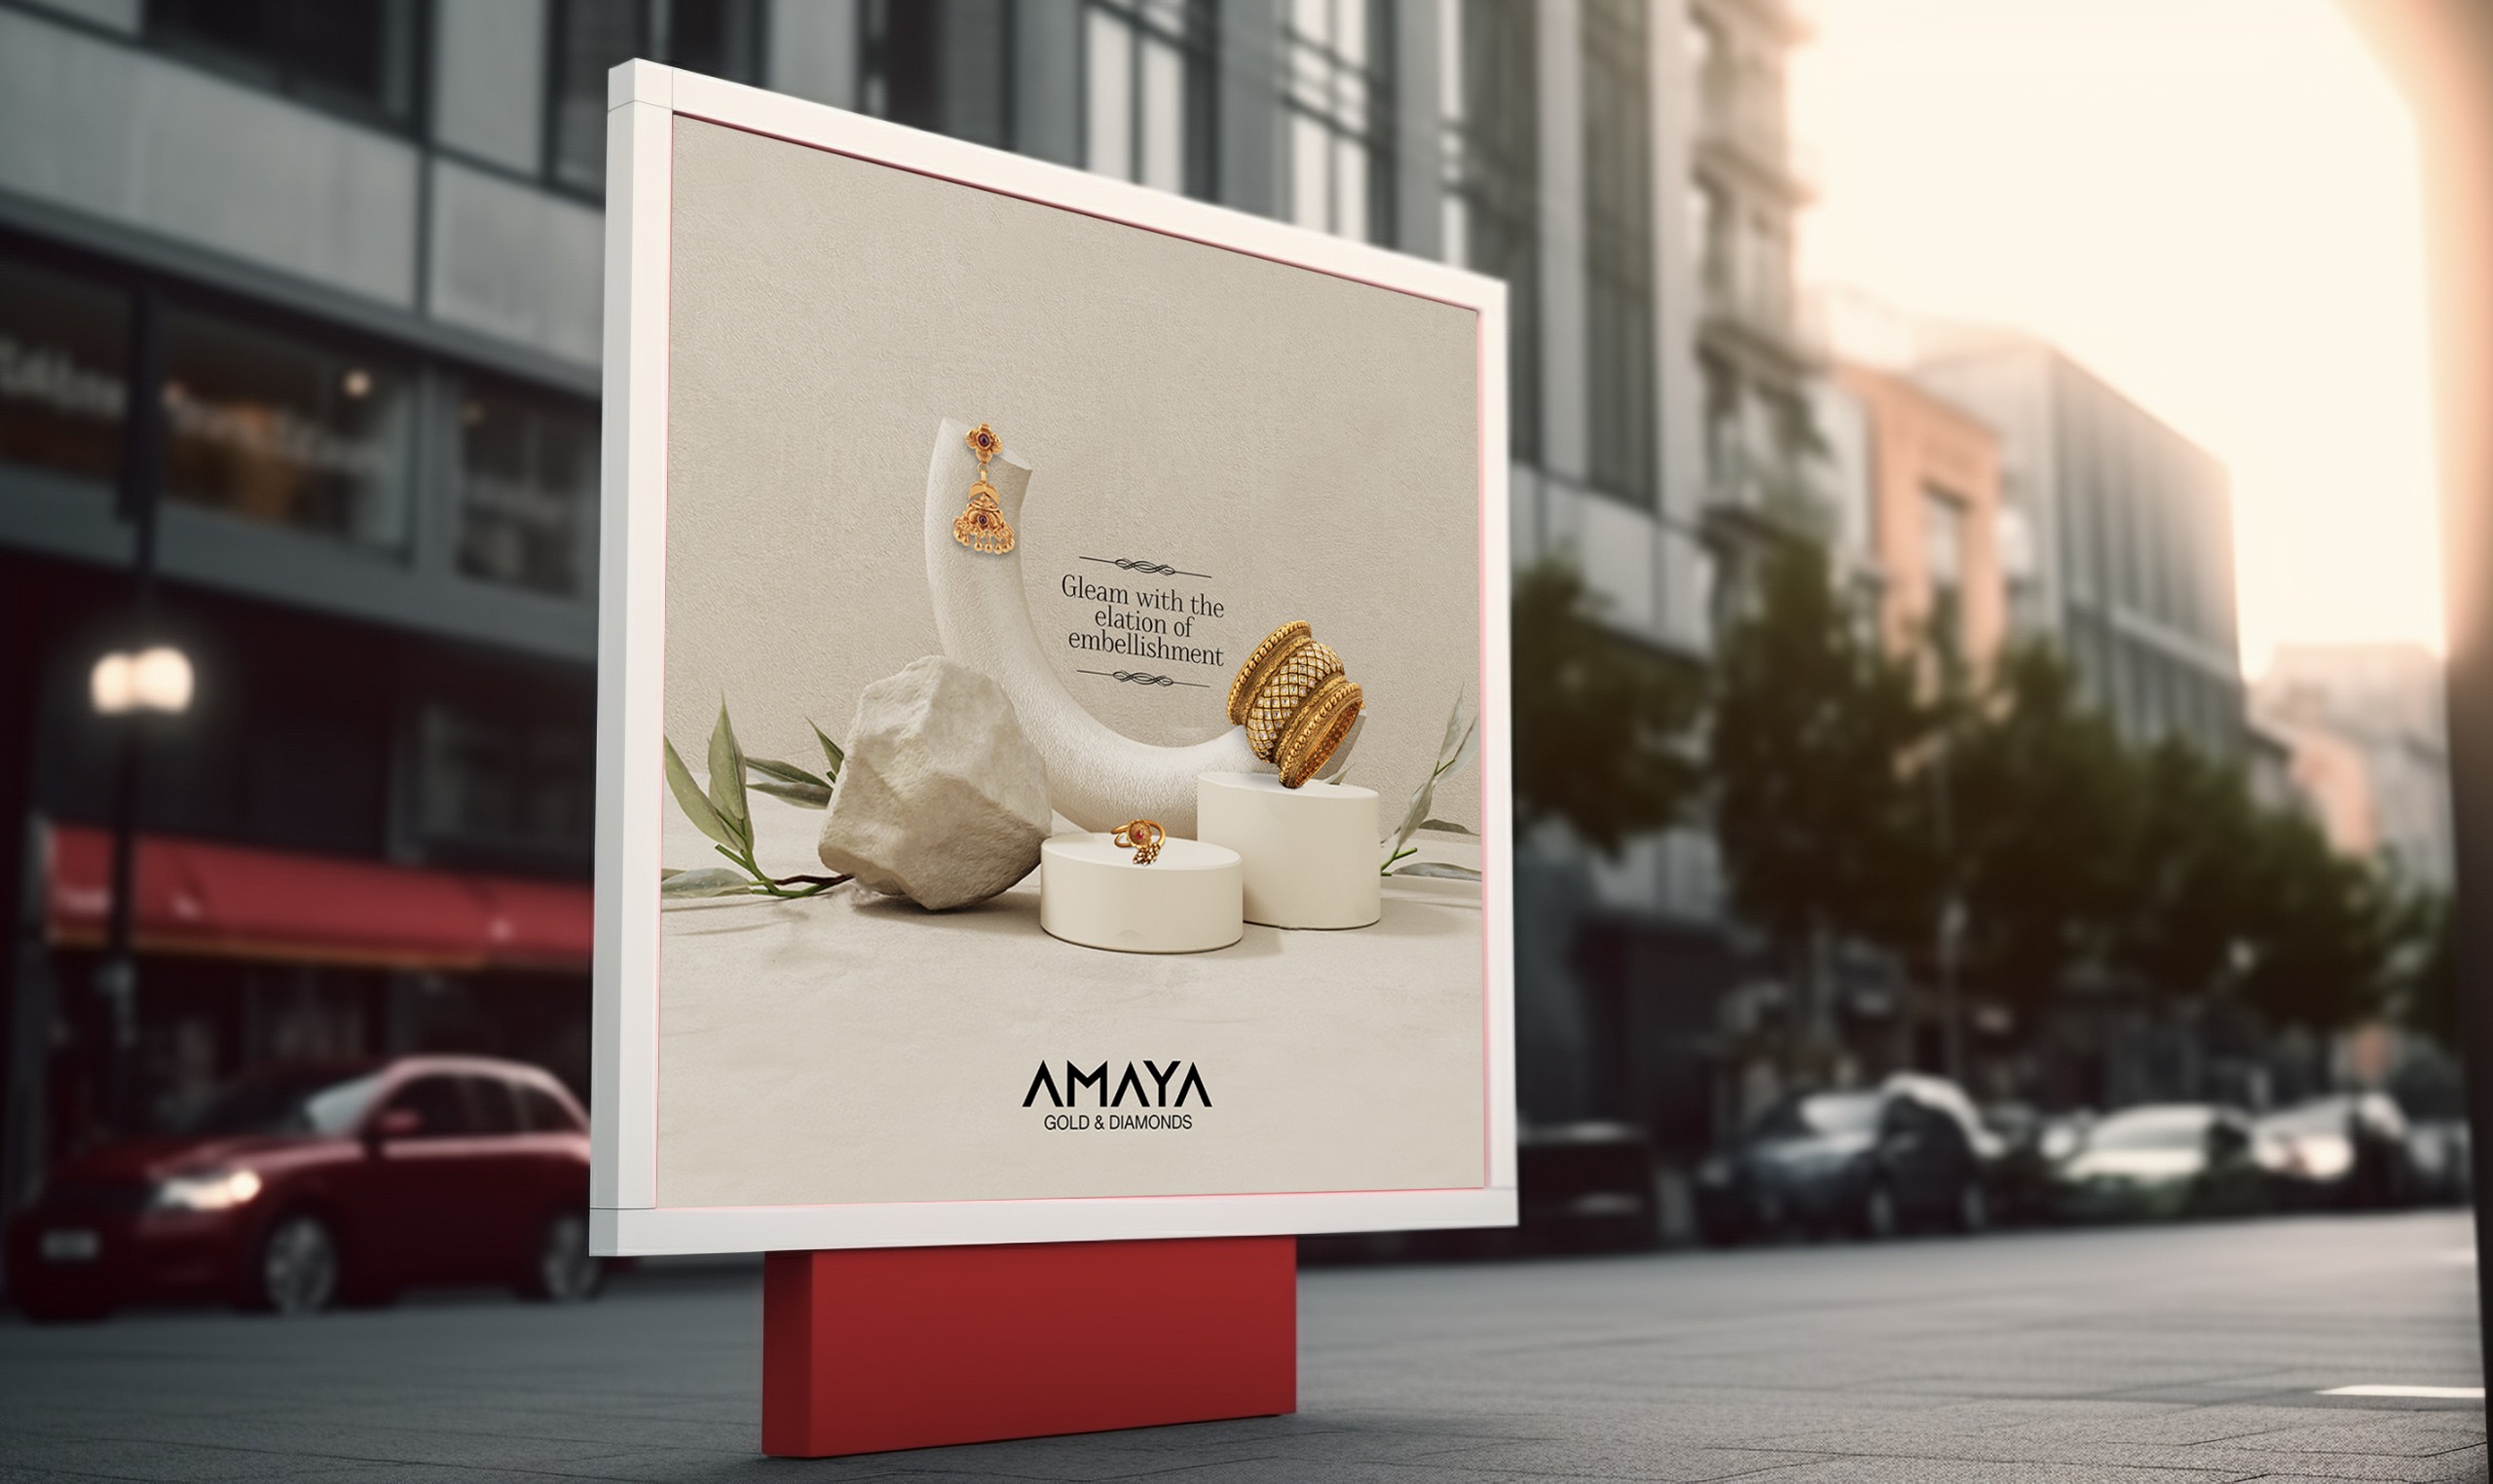 Gleam with the
elation of
embellishment
AMAYA
GOLD & DIAMONDS